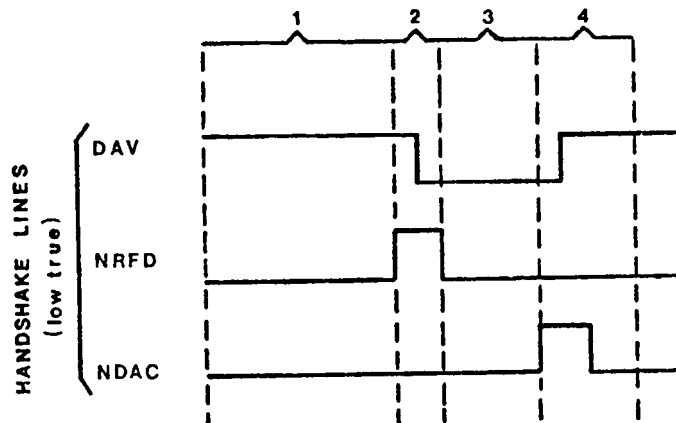 1 2 3 4
DAV
NRFD
NDAC
HANDSHAKE LINES
(low true)